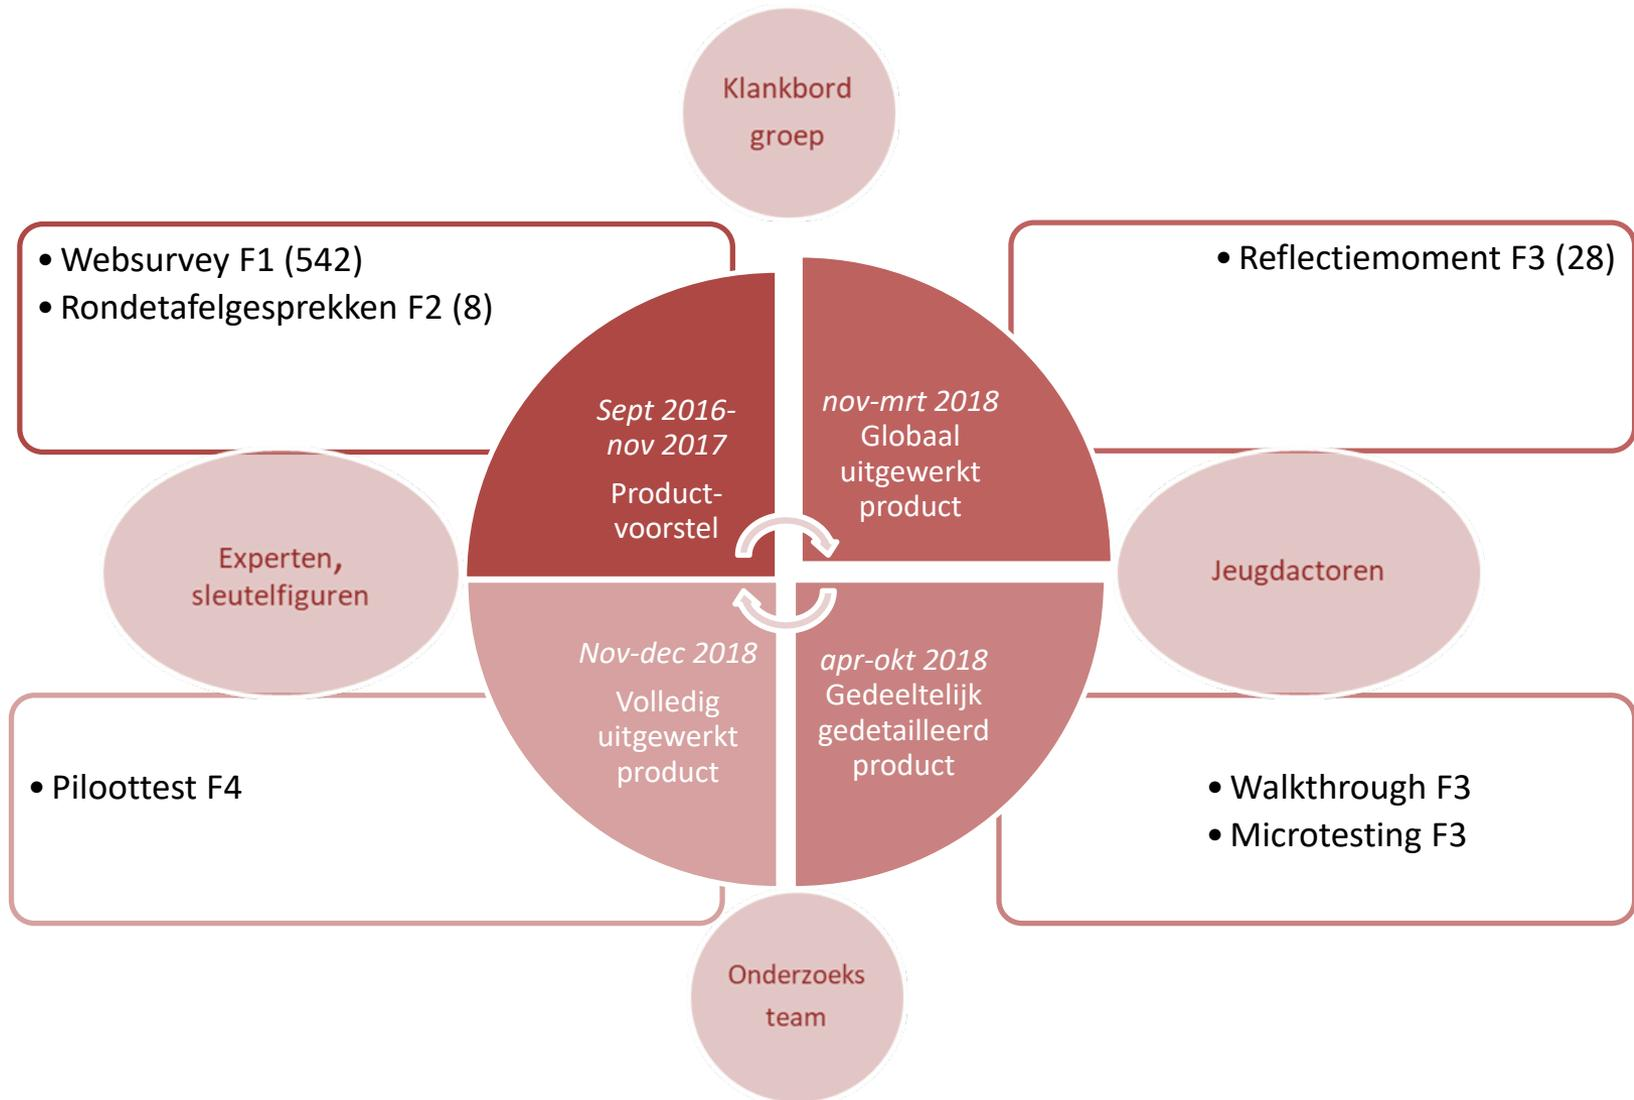 Klankbord
groep
• Websurvey F1 (542)
• Rondetafelgesprekken F2 (8)
• Reflectiemoment F3 (28)
Sept 2016-
nov 2017
Product-
voorstel
nov-mrt 2018
Globaal
uitgewerkt
product
Experten,
sleutelfiguren
Jeugdactoren
Nov-dec 2018
Volledig
uitgewerkt
product
apr-okt 2018
Gedeeltelijk
gedetailleerd
product
• Piloottest F4
• Walkthrough F3
• Microtesting F3
Onderzoeks
team